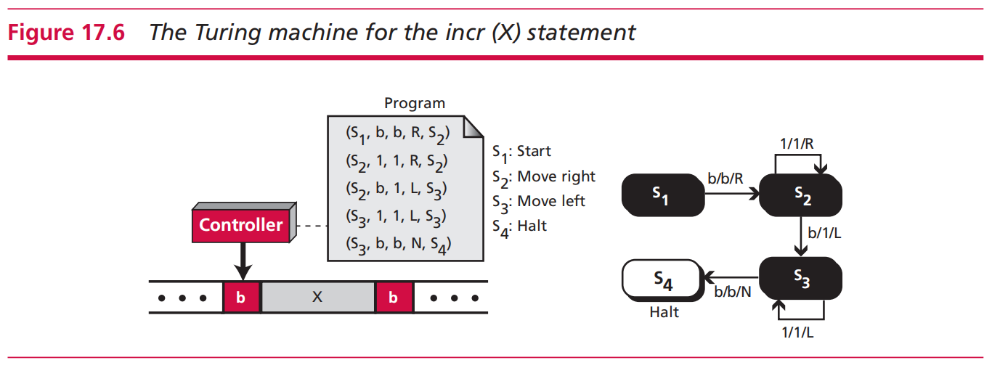 Figure 17.6 The Turing machine for the incr (X) statement
Program
(S1, b, b, R, S2)
(S2, 1, 1, R, S2)
(S2, b, 1, L, S3)
(S3, 1, 1, L, S3)
(S3, b, b, N, S4)
S1: Start
S2: Move right
S3: Move left
S4: Halt
Controller
• • • b X b • • •
1/1/R
S1 b/b/R S2
b/1/L
S4 b/b/N S3
Halt
1/1/L